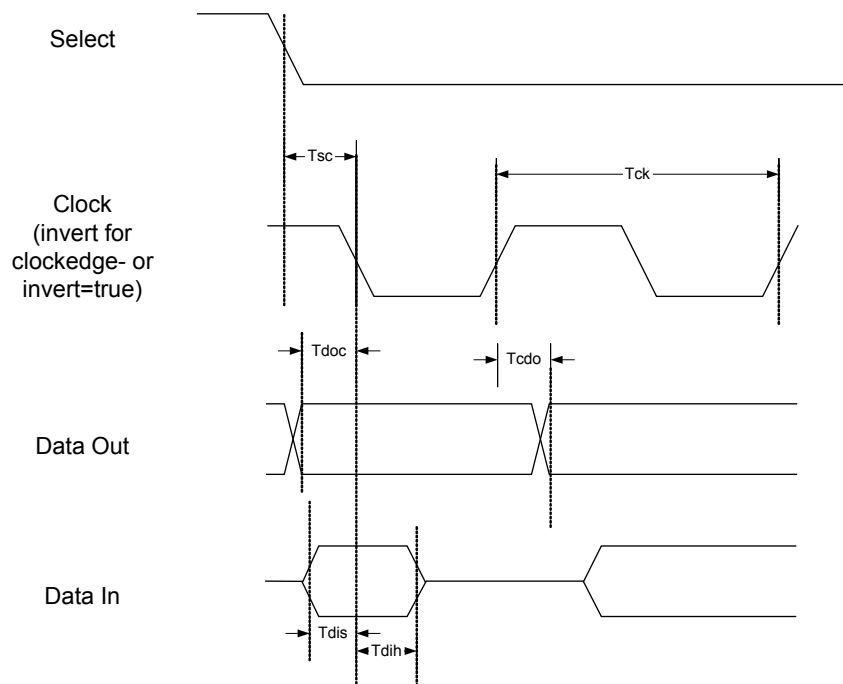 Select
Tsc
Tck
Clock
(invert for
clockedge- or
invert=true)
Tdoc
Tcdo
Data Out
Data In
Tdis
Tdih